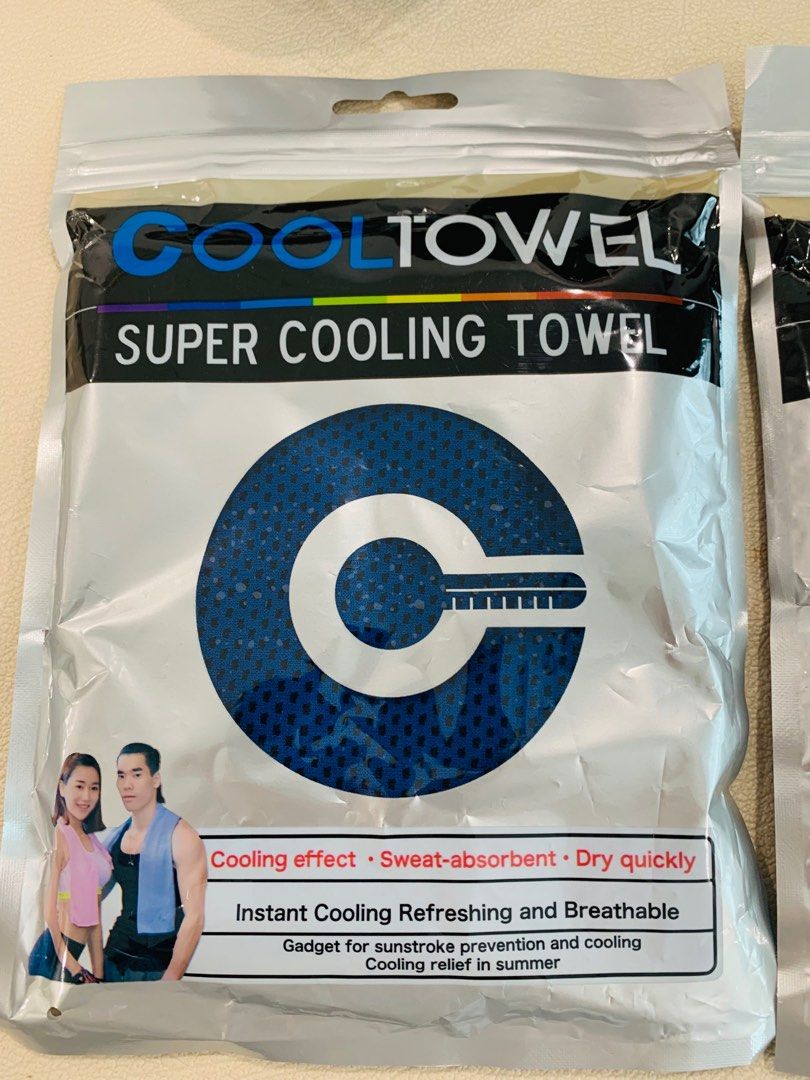 COOLTOWEL
SUPER COOLING TOWEL
Cooling effect · Sweat-absorbent · Dry quickly
Instant Cooling Refreshing and Breathable
Gadget for sunstroke prevention and cooling
Cooling relief in summer